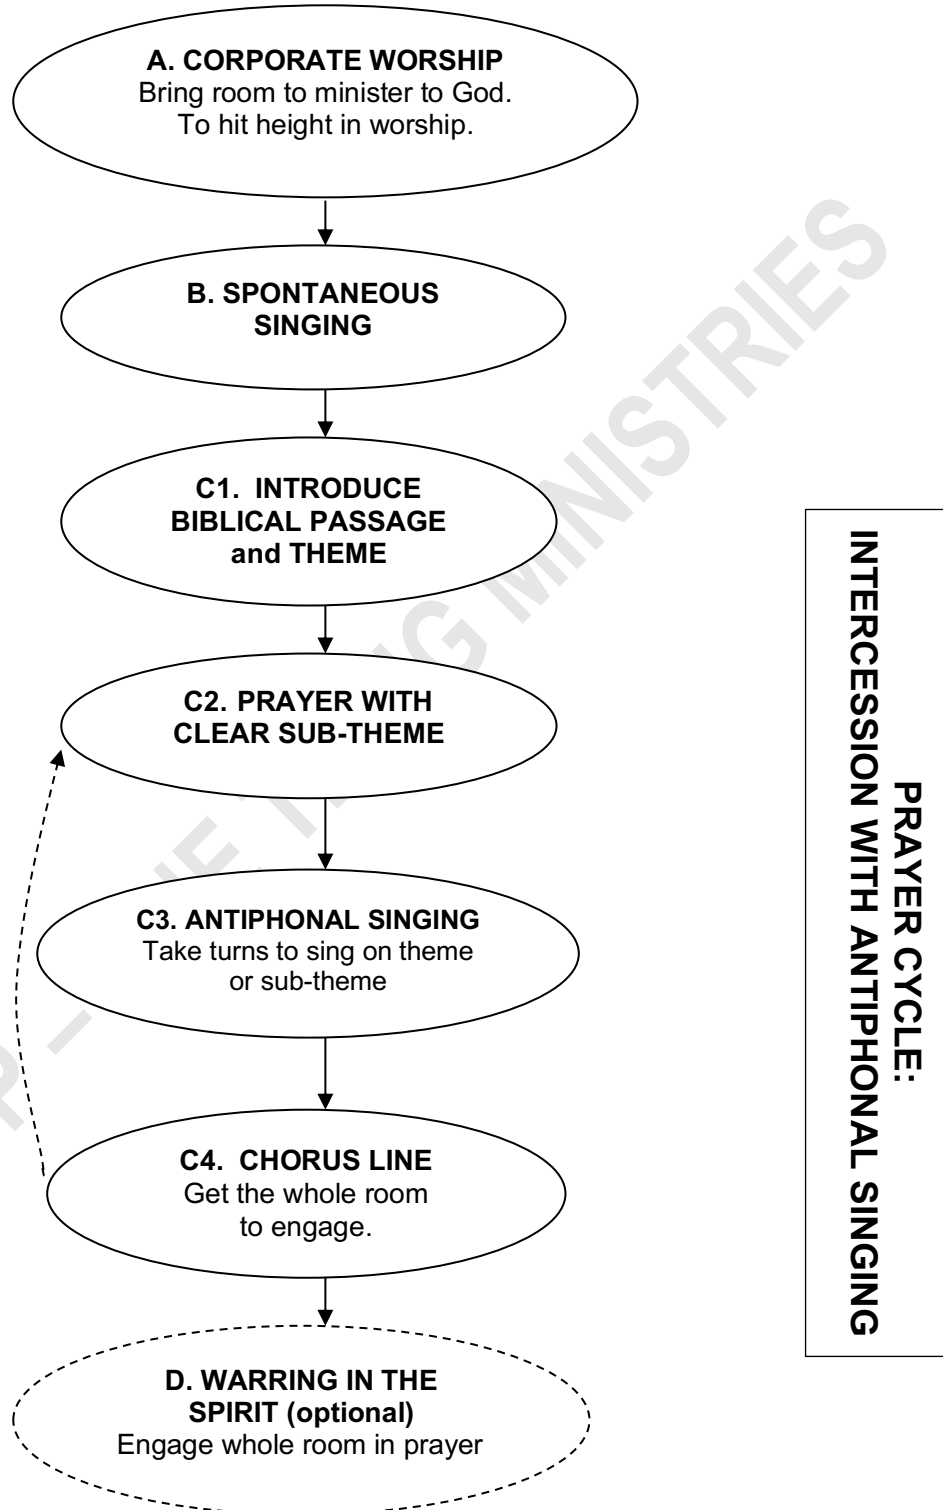 A. CORPORATE WORSHIP
Bring room to minister to God.
To hit height in worship.
B. SPONTANEOUS
SINGING
C1. INTRODUCE
BIBLICAL PASSAGE
and THEME
C2. PRAYER WITH
CLEAR SUB-THEME
C3. ANTIPHONAL SINGING
Take turns to sing on theme
or sub-theme
C4. CHORUS LINE
Get the whole room
to engage.
D. WARRING IN THE
SPIRIT (optional)
Engage whole room in prayer
PRAYER CYCLE:
INTERCESSION WITH ANTIPHONAL SINGING
MINISTRIES